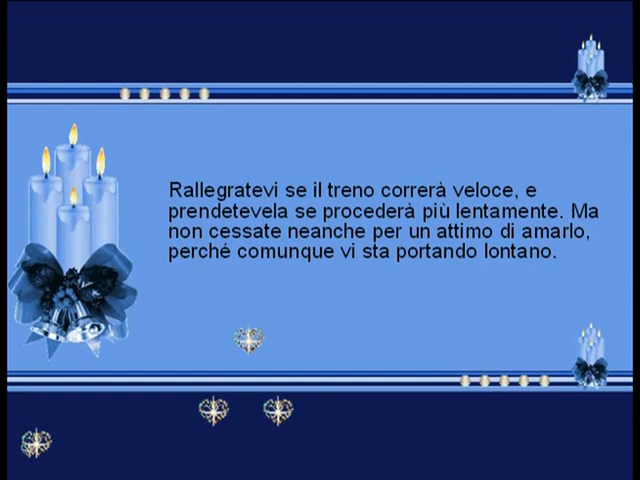 Rallegratevi se il treno correrà veloce, e
prendetevela se procederà più lentamente. Ma
non cessate neanche per un attimo di amarlo,
perché comunque vi sta portando lontano.